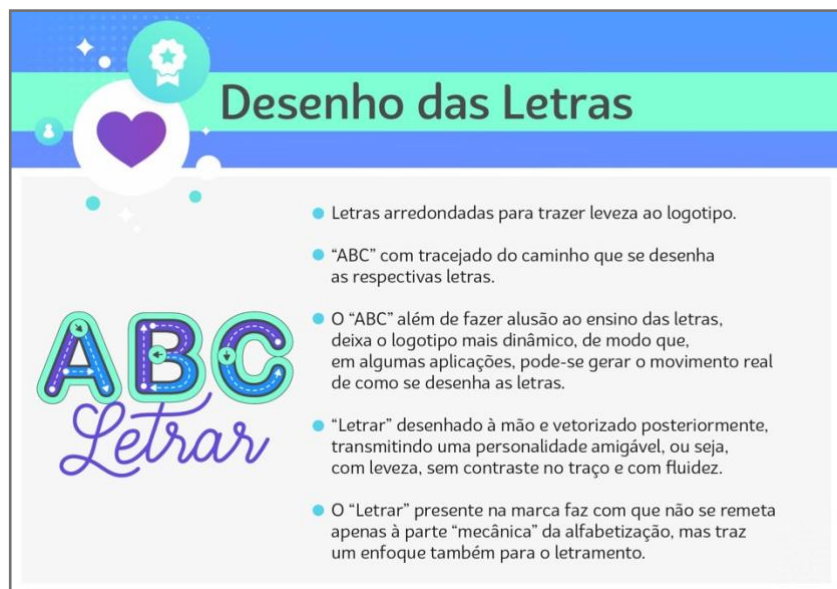 Desenho das Letras
Letras arredondadas para trazer leveza ao logotipo.
“ABC” com tracejado do caminho que se desenha
as respectivas letras.
O “ABC” além de fazer alusão ao ensino das letras,
deixa o logotipo mais dinâmico, de modo que,
em algumas aplicações, pode-se gerar o movimento real
de como se desenha as letras.
“Letrar” desenhado à mão e vetorizado posteriormente,
transmitindo uma personalidade amigável, ou seja,
com leveza, sem contraste no traço e com fluidez.
O “Letrar” presente na marca faz com que não se remeta
apenas à parte “mecânica” da alfabetização, mas traz
um enfoque também para o letramento.
ABC
Letrar